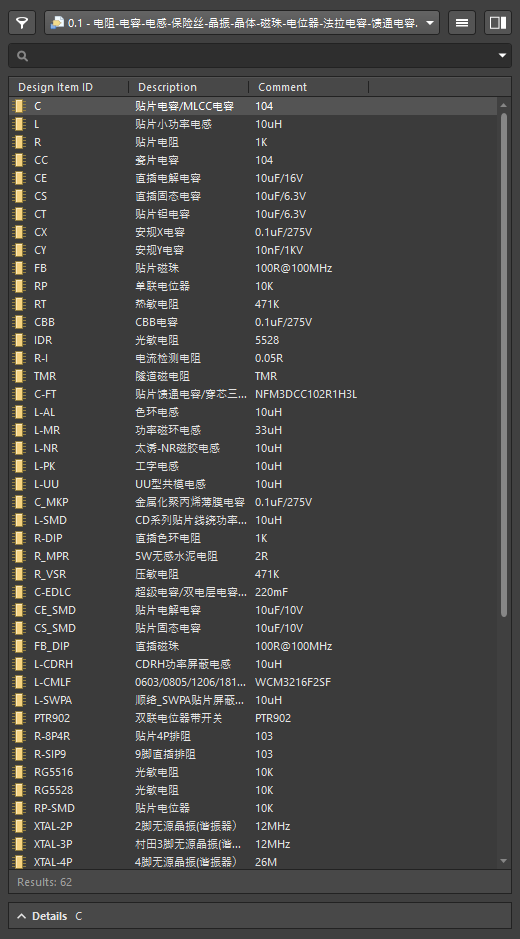 0.1 - 电阻-电容-电感-保险丝-晶振-晶体-磁珠-电位器-法拉电容-馈通电容.
Design Item ID Description Comment
C 贴片电容/MLCC电容 104
L 贴片小功率电感 10uH
R 贴片电阻 1K
CC 瓷片电容 104
CE 直插电解电容 10uF/16V
CS 直插固态电容 10uF/6.3V
CT 贴片钽电容 10uF/6.3V
CX 安规X电容 0.1uF/275V
CY 安规Y电容 10nF/1KV
FB 贴片磁珠 100R@100MHz
RP 单联电位器 10K
RT 热敏电阻 471K
CBB CBB电容 0.1uF/275V
IDR 光敏电阻 5528
R-I 电流检测电阻 0.05R
TMR 隧道磁电阻 TMR
C-FT 贴片馈通电容/穿芯三... NFM3DCC102R1H3L
L-AL 色环电感 10uH
L-MR 功率磁环电感 33uH
L-NR 太诱-NR磁胶电感 10uH
L-PK 工字电感 10uH
L-UU UU型共模电感 10uH
C_MKP 金属化聚丙烯薄膜电容 0.1uF/275V
L-SMD CD系列贴片线绕功率... 10uH
R-DIP 直插色环电阻 1K
R_MPR 5W无感水泥电阻 2R
R_VSR 压敏电阻 471K
C-EDLC 超级电容/双电层电容... 220mF
CE_SMD 贴片电解电容 10uF/10V
CS_SMD 贴片固态电容 10uF/10V
FB_DIP 直插磁珠 100R@100MHz
L-CDRH CDRH功率屏蔽电感 10uH
L-CMLF 0603/0805/1206/181... WCM3216F2SF
L-SWPA 顺络_SWPA贴片屏蔽... 10uH
PTR902 双联电位器带开关 PTR902
R-8P4R 贴片4P排阻 103
R-SIP9 9脚直插排阻 103
RG5516 光敏电阻 10K
RG5528 光敏电阻 10K
RP-SMD 贴片电位器 10K
XTAL-2P 2脚无源晶振(谐振器） 12MHz
XTAL-3P 村田3脚无源晶振(谐... 12MHz
XTAL-4P 4脚无源晶振(谐振器） 26M
Results: 62
Details C